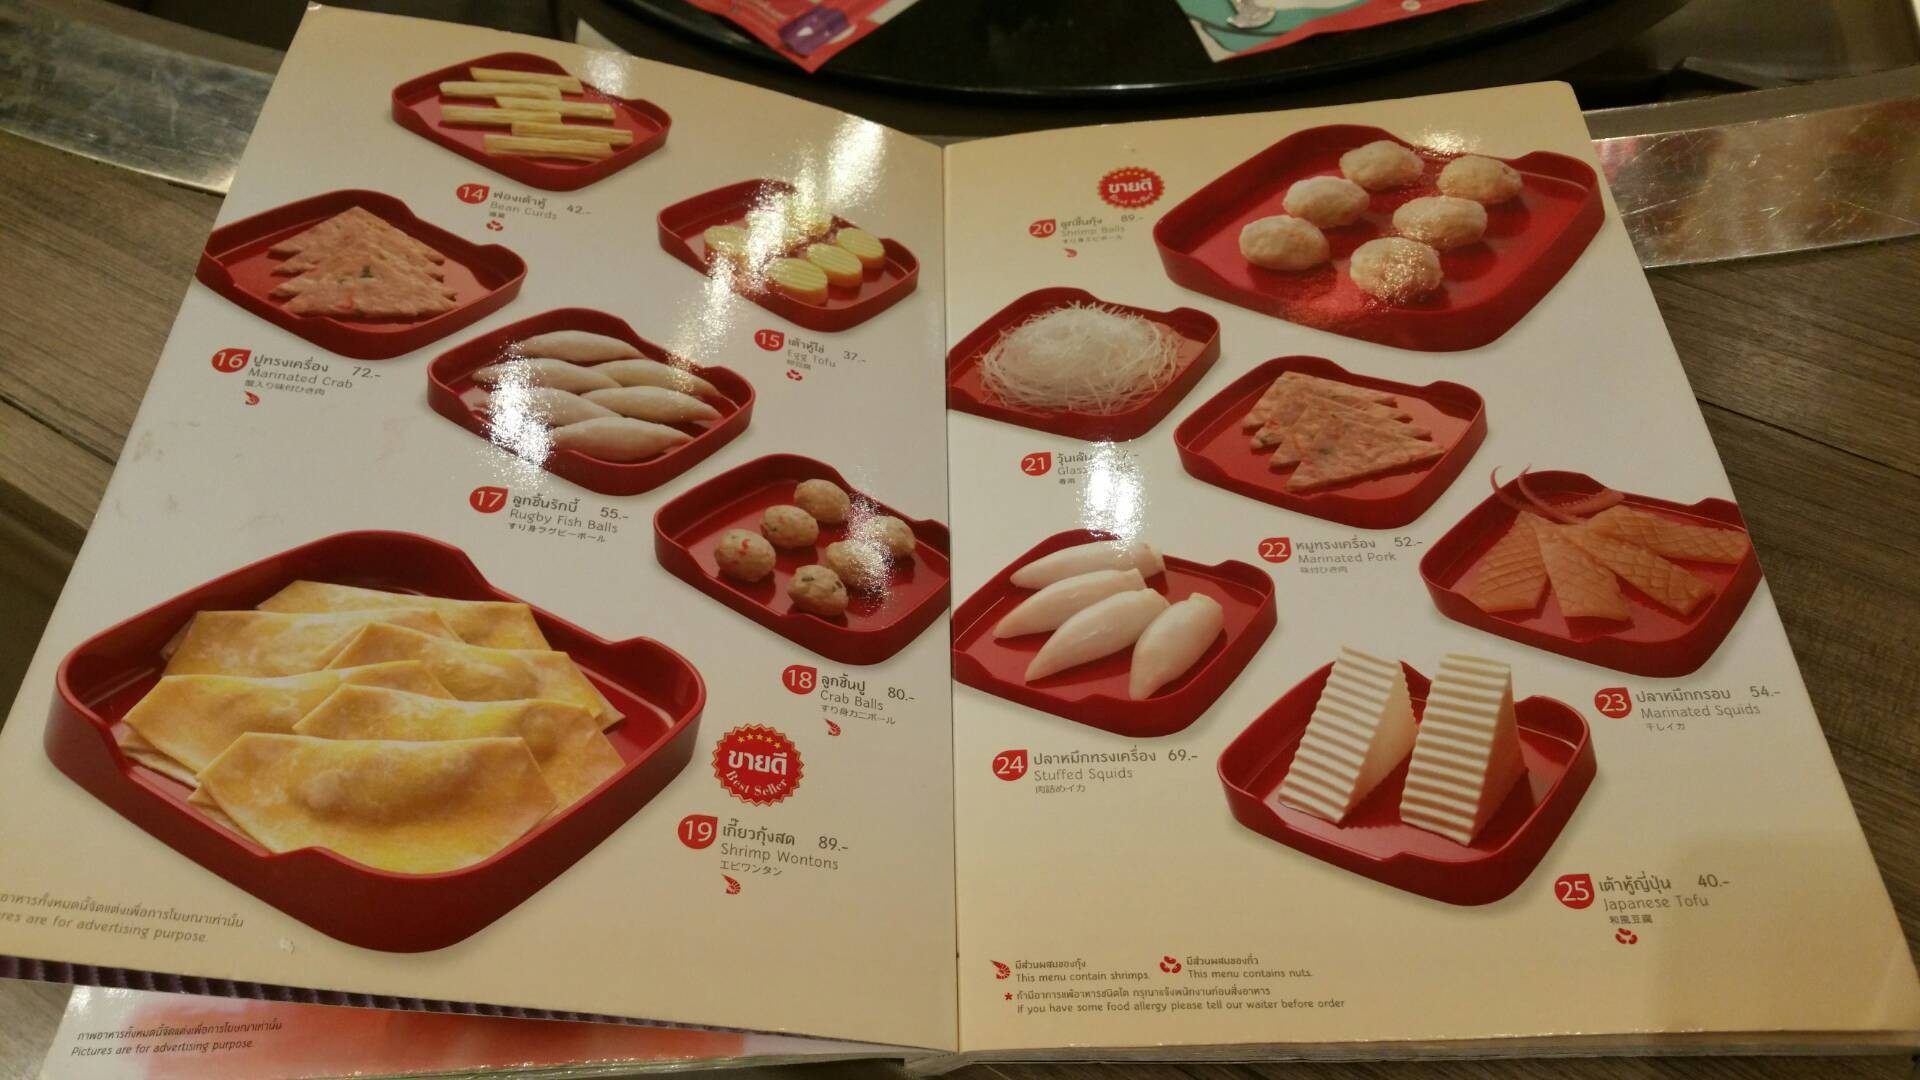 14 ฟองเต้าหู้ 42.-
Bean Curds
15 เต้าหู้ไข่ 37.-
Egg Tofu
16 ปูทรงเครื่อง 72.-
Marinated Crab
蟹入り味付ひき肉
17 ลูกชิ้นรักบี้ 55.-
Rugby Fish Balls
すり身ラグビーボール
18 ลูกชิ้นปู 80.-
Crab Balls
すり身カニボール
ขายดี
Best Seller
19 เกี๊ยวกุ้งสด 89.-
Shrimp Wontons
エビワンタン
อาหารทั้งหมดนี้จัดแต่งเพื่อการโฆษณาเท่านั้น
are for advertising purpose.
ภาพอาหารทั้งหมดนี้จัดแต่งเพื่อการโฆษณาเท่านั้น
Pictures are for advertising purpose.
ขายดี
Best Seller
20 ลูกชิ้นกุ้ง 89.-
Shrimp Balls
すり身エビボール
21 วุ้นเส้น
22 หมูทรงเครื่อง 52.-
Marinated Pork
味付ひき肉
23 ปลาหมึกกรอบ 54.-
Marinated Squids
干しイカ
24 ปลาหมึกทรงเครื่อง 69.-
Stuffed Squids
肉詰めイカ
25 เต้าหู้ญี่ปุ่น 40.-
Japanese Tofu
和風豆腐
มีส่วนผสมของกุ้ง
This menu contain shrimps.
มีส่วนผสมของถั่ว
This menu contains nuts.
* ถ้ามีอาการแพ้อาหารชนิดใด กรุณาแจ้งพนักงานก่อนสั่งอาหาร
If you have some food allergy please tell our waiter before order